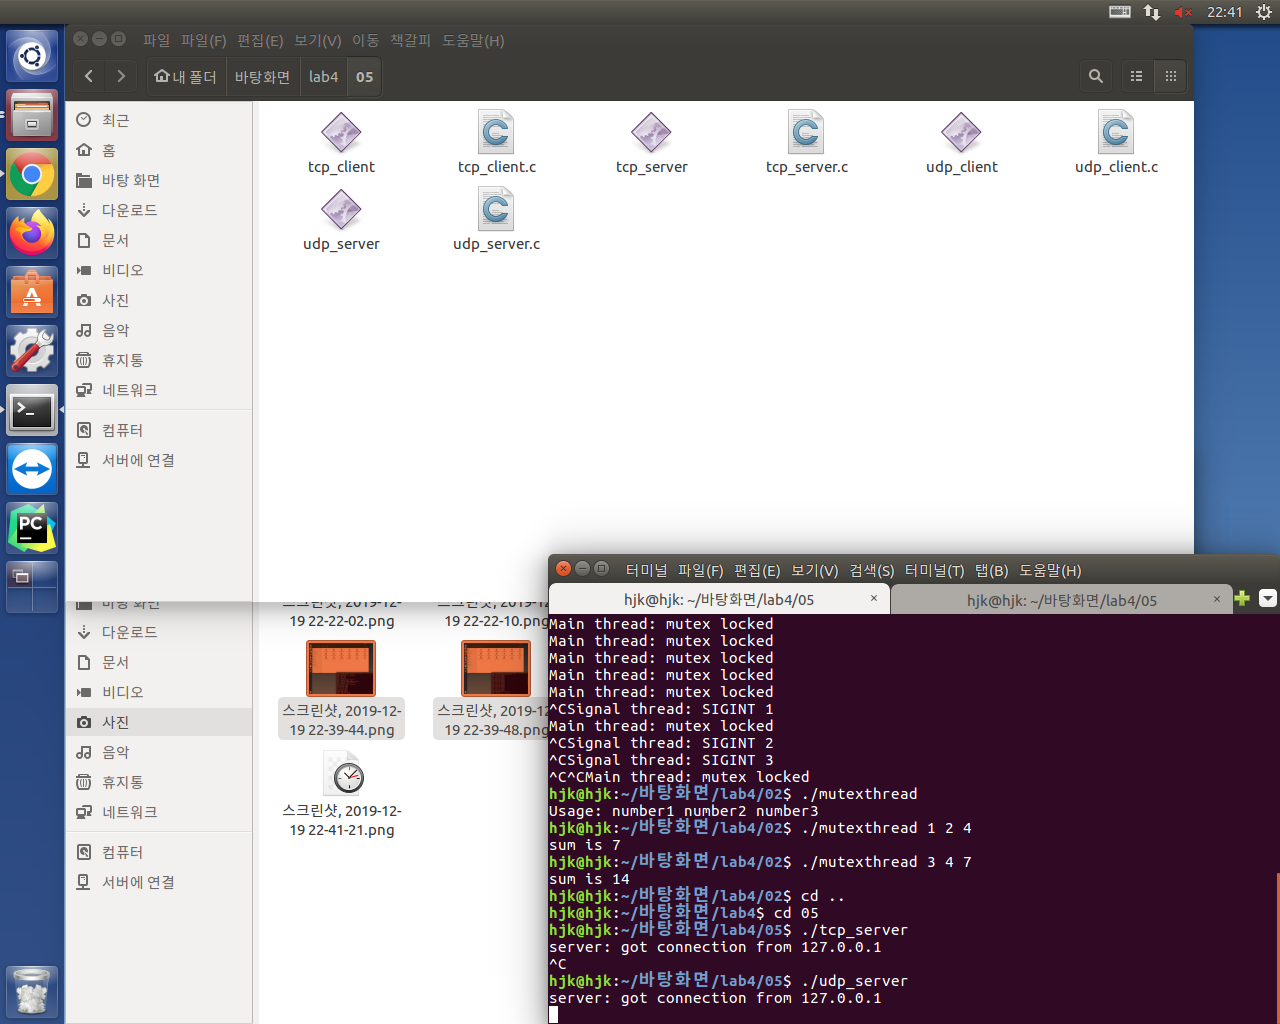 22:41
파일 파일(F) 편집(E) 보기(V) 이동 책갈피 도움말(H)
내 폴더 바탕화면 lab4 05
최근
홈
바탕 화면
다운로드
문서
비디오
사진
음악
휴지통
네트워크
컴퓨터
서버에 연결
tcp_client tcp_client.c tcp_server tcp_server.c udp_client udp_client.c
udp_server udp_server.c
PC
다운로드
문서
비디오
사진
음악
휴지통
네트워크
컴퓨터
서버에 연결
19 22-22-02.png 19 22-22-10.png
스크린샷, 2019-12-
19 22-39-44.png
스크린샷, 2019-12-
19 22-39-48.png
스크린샷, 2019-12-
19 22-41-21.png
터미널 파일(F) 편집(E) 보기(V) 검색(S) 터미널(T) 탭(B) 도움말(H)
hjk@hjk: ~/바탕화면/lab4/05 × hjk@hjk: ~/바탕화면/lab4/05 ×
Main thread: mutex locked
Main thread: mutex locked
Main thread: mutex locked
Main thread: mutex locked
Main thread: mutex locked
^CSignal thread: SIGINT 1
Main thread: mutex locked
^CSignal thread: SIGINT 2
^CSignal thread: SIGINT 3
^C^CMain thread: mutex locked
hjk@hjk:~/바탕화면/lab4/02$ ./mutexthread
Usage: number1 number2 number3
hjk@hjk:~/바탕화면/lab4/02$ ./mutexthread 1 2 4
sum is 7
hjk@hjk:~/바탕화면/lab4/02$ ./mutexthread 3 4 7
sum is 14
hjk@hjk:~/바탕화면/lab4/02$ cd ..
hjk@hjk:~/바탕화면/lab4$ cd 05
hjk@hjk:~/바탕화면/lab4/05$ ./tcp_server
server: got connection from 127.0.0.1
^C
hjk@hjk:~/바탕화면/lab4/05$ ./udp_server
server: got connection from 127.0.0.1